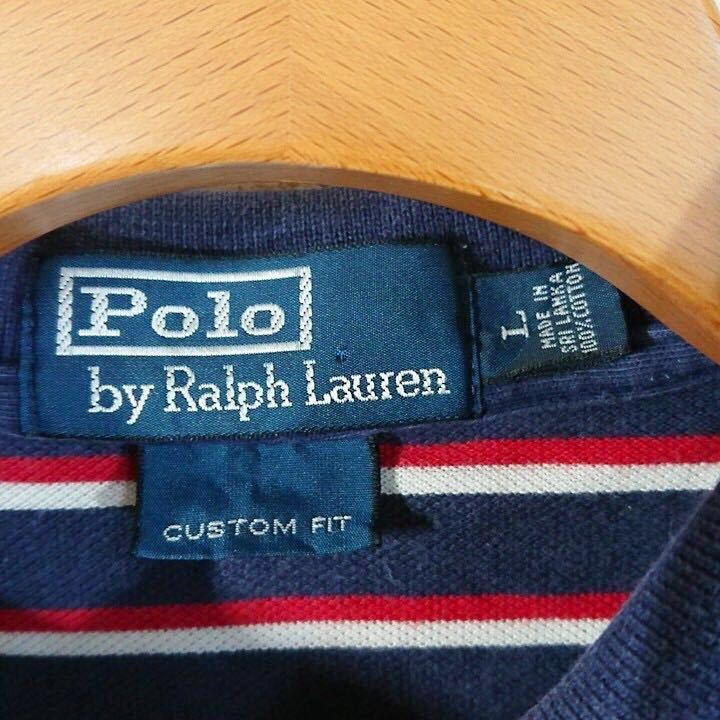 Polo
by Ralph Lauren
L
MADE IN
SRI LANKA
100% COTTON
CUSTOM FIT